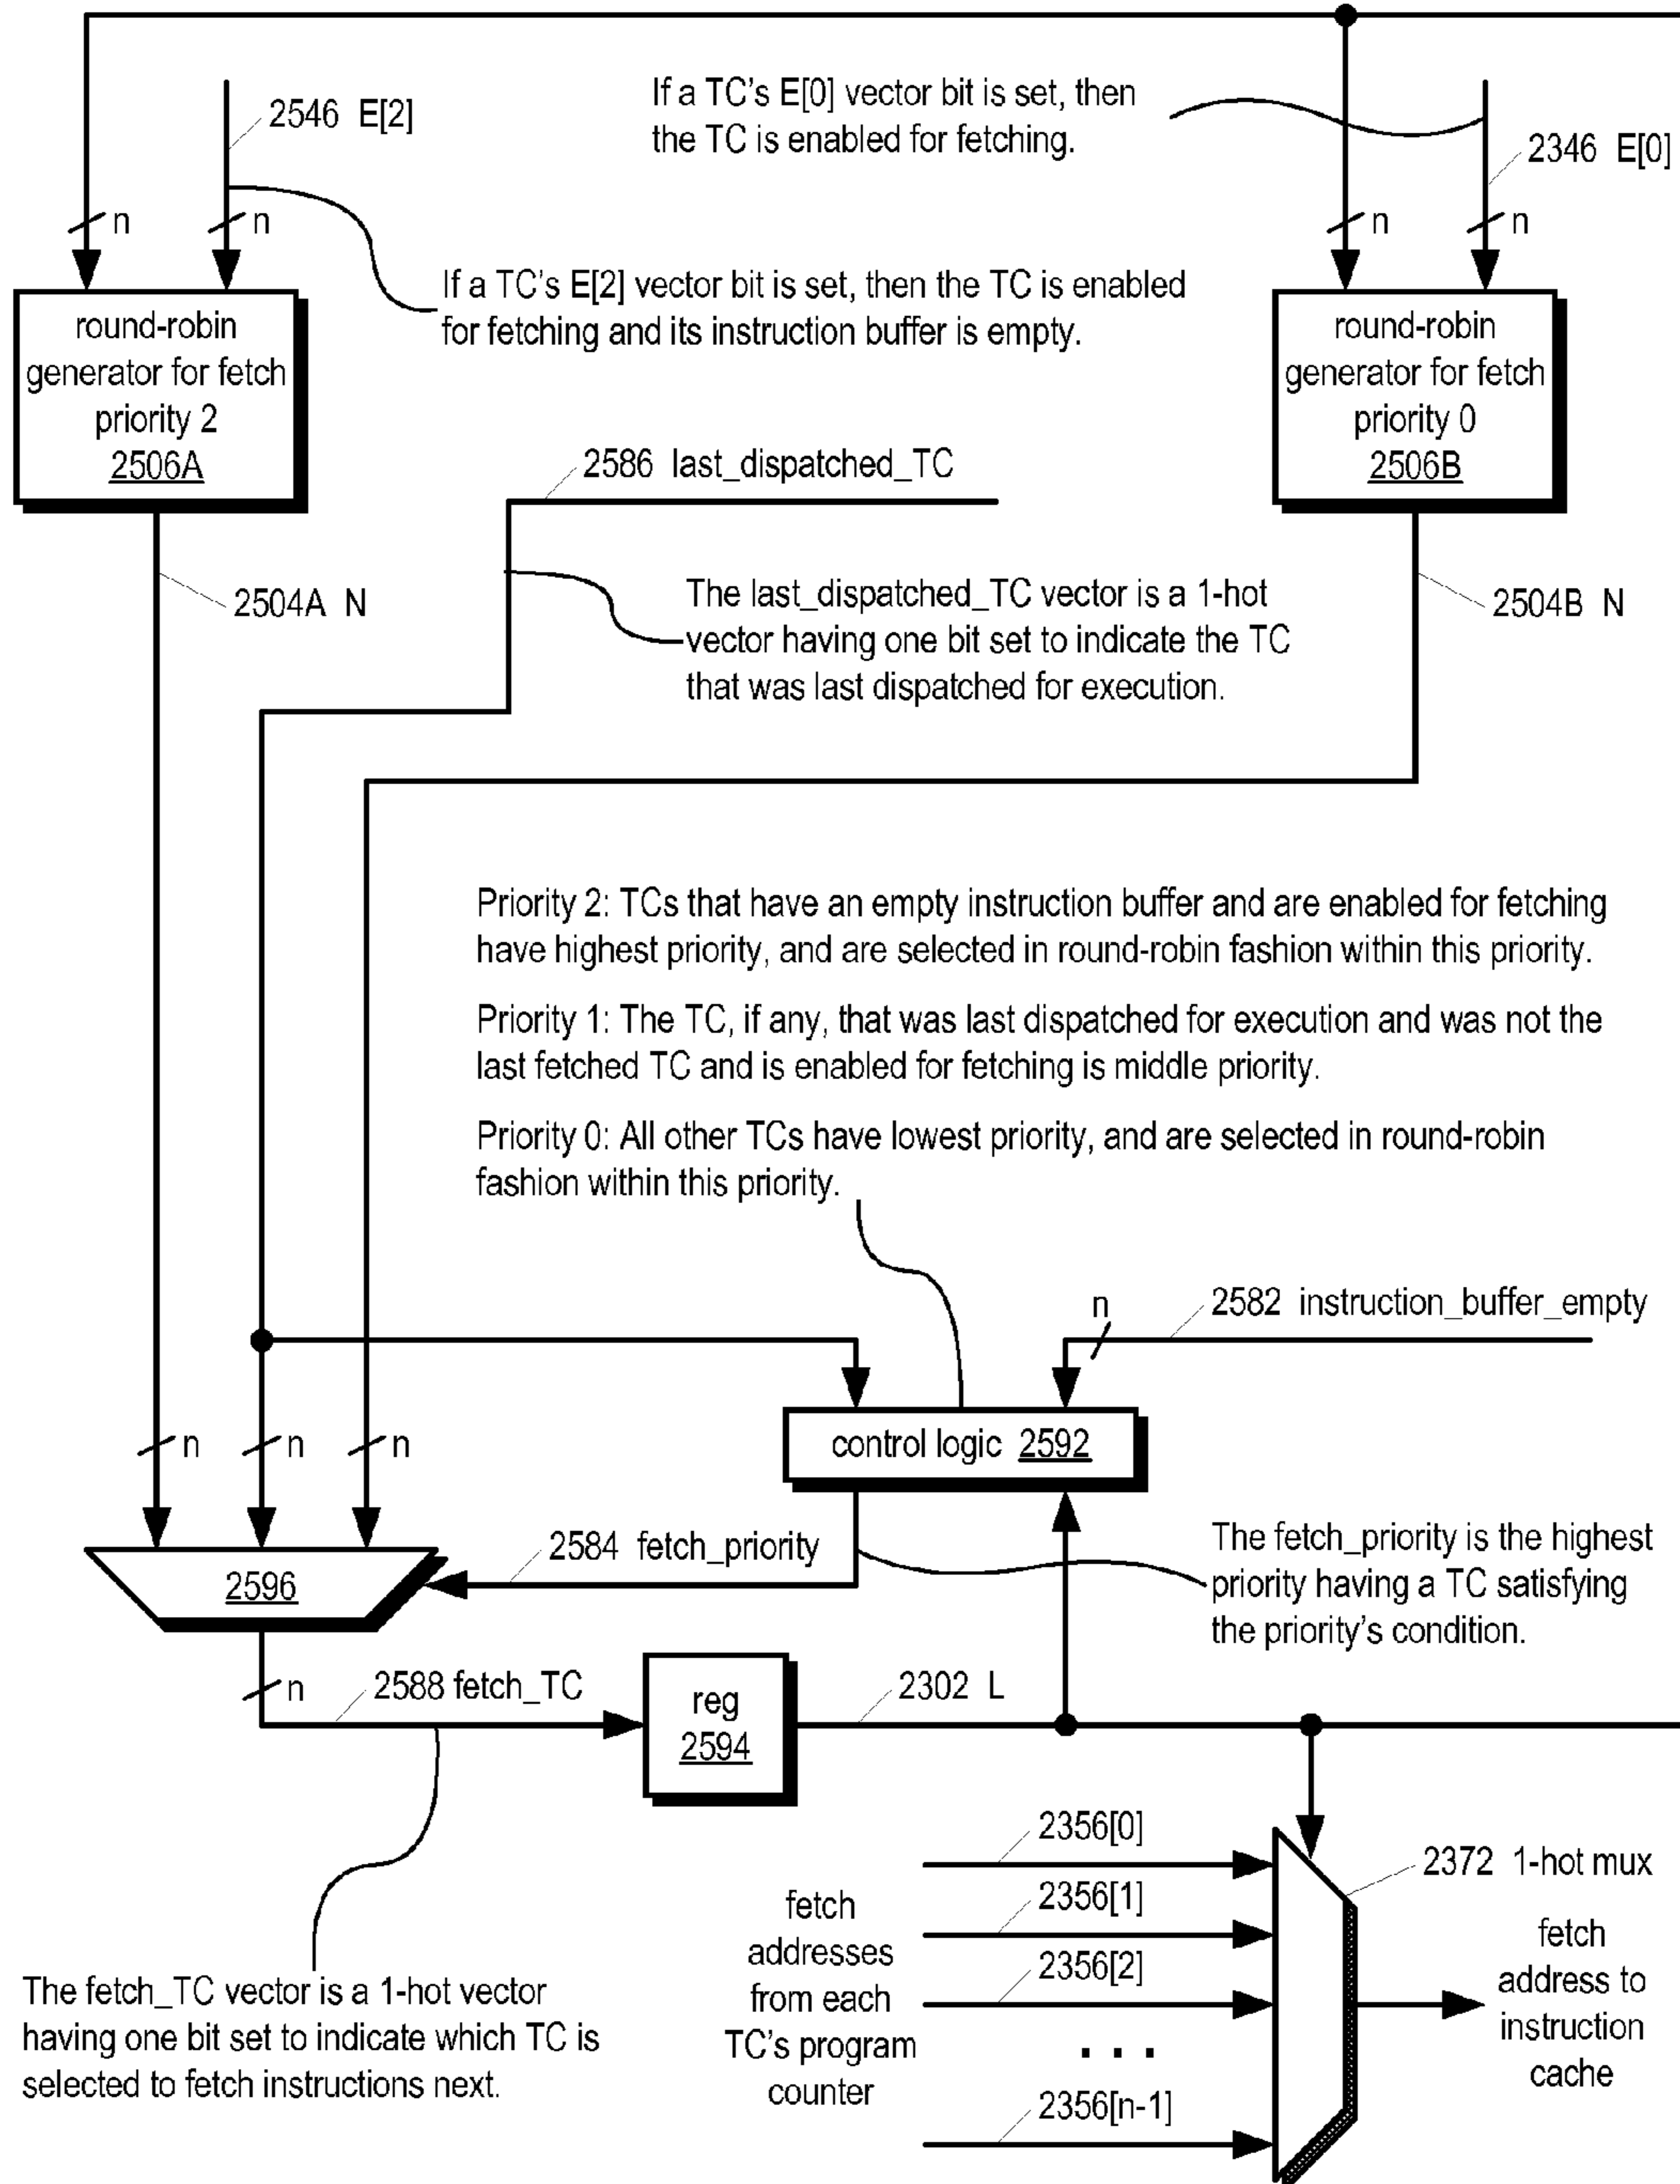 2546 E[2]
If a TC's E[0] vector bit is set, then
the TC is enabled for fetching.
2346 E[0]
n
n
n
n
If a TC's E[2] vector bit is set, then the TC is enabled
for fetching and its instruction buffer is empty.
round-robin
generator for fetch
priority 2
2506A
round-robin
generator for fetch
priority 0
2506B
2586 last_dispatched_TC
2504A N
The last_dispatched_TC vector is a 1-hot
vector having one bit set to indicate the TC
that was last dispatched for execution.
2504B N
Priority 2: TCs that have an empty instruction buffer and are enabled for fetching
have highest priority, and are selected in round-robin fashion within this priority.
Priority 1: The TC, if any, that was last dispatched for execution and was not the
last fetched TC and is enabled for fetching is middle priority.
Priority 0: All other TCs have lowest priority, and are selected in round-robin
fashion within this priority.
n
2582 instruction_buffer_empty
n
n
n
control logic 2592
2584 fetch_priority
2596
The fetch_priority is the highest
priority having a TC satisfying
the priority's condition.
n
2588 fetch_TC
reg
2594
2302 L
2356[0]
2356[1]
2356[2]
. . .
2356[n-1]
fetch
addresses
from each
TC's program
counter
2372 1-hot mux
fetch
address to
instruction
cache
The fetch_TC vector is a 1-hot vector
having one bit set to indicate which TC is
selected to fetch instructions next.